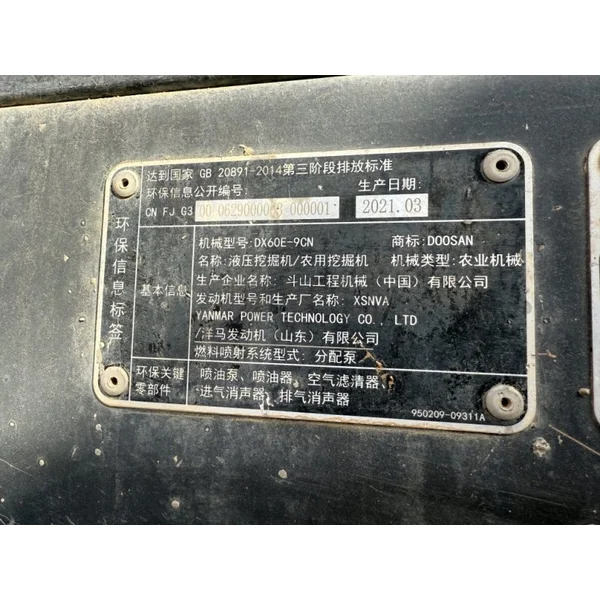 达到国家 GB 20891-2014第三阶段排放标准
环保信息公开编号: 生产日期:
CN FJ G3 00 0629000003 000001 2021.03
环保信息标签
机械型号: DX60E-9CN 商标: DOOSAN
名称: 液压挖掘机/农用挖掘机 机械类型: 农业机械
基本信息
生产企业名称: 斗山工程机械(中国)有限公司
发动机型号和生产厂名称: XSNVA
YANMAR POWER TECHNOLOGY CO., LTD
/洋马发动机(山东)有限公司
燃料喷射系统型式: 分配泵
环保关键
零部件
喷油泵、喷油器、空气滤清器、
进气消声器、排气消声器
950209-09311A